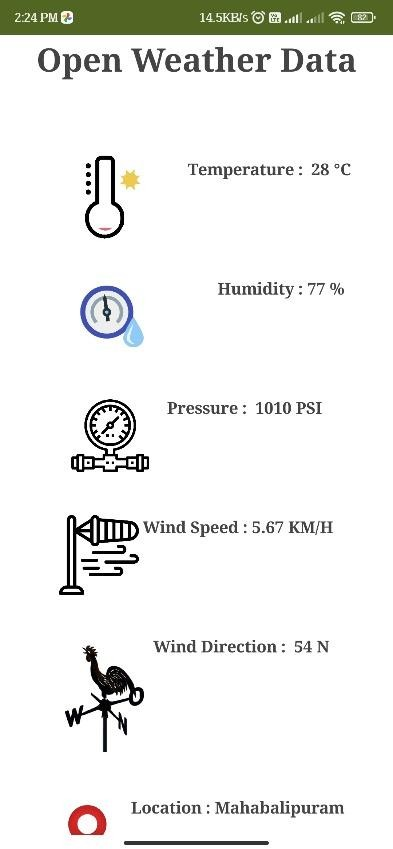 2:24 PM 14.5KB/s 82
Open Weather Data
Temperature : 28 °C
Humidity : 77 %
Pressure : 1010 PSI
Wind Speed : 5.67 KM/H
Wind Direction : 54 N
W N
Location : Mahabalipuram